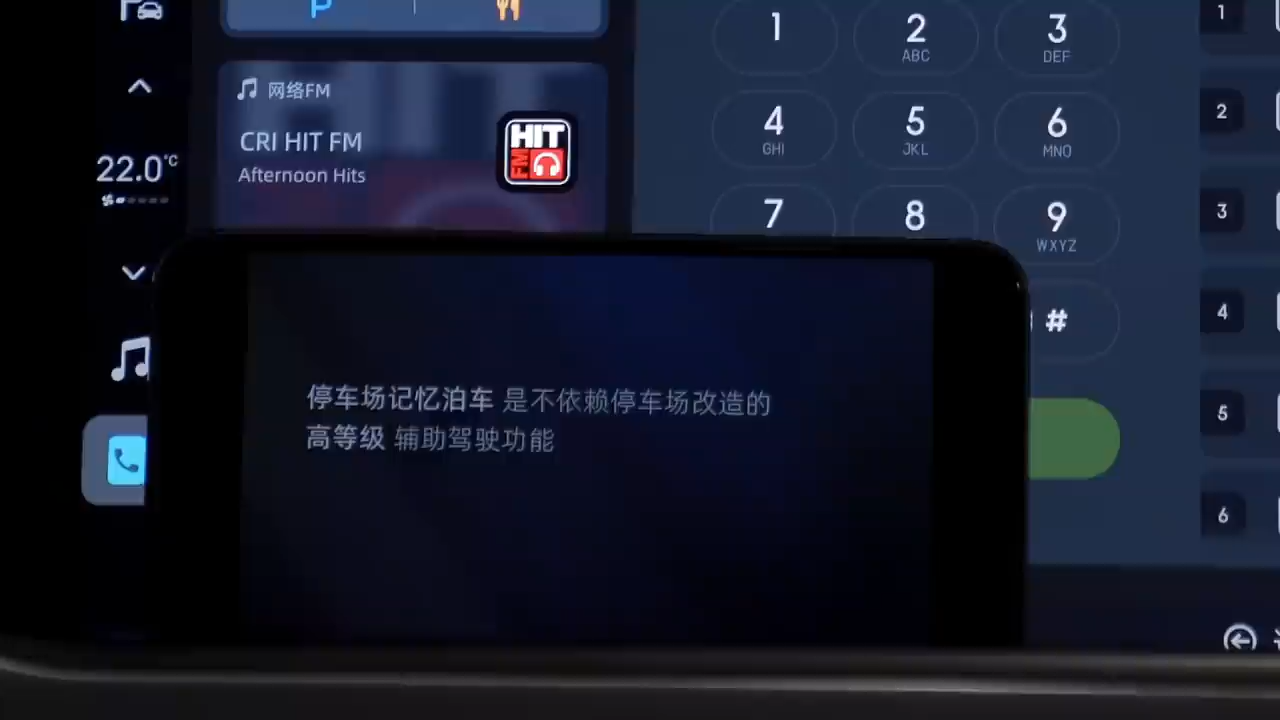 P
网络FM
CRI HIT FM
Afternoon Hits
HIT
FM
22.0°C
1
2
ABC
3
DEF
4
GHI
5
JKL
6
MNO
7
8
9
WXYZ
#
1
2
3
4
5
6
停车场记忆泊车 是不依赖停车场改造的
高等级 辅助驾驶功能